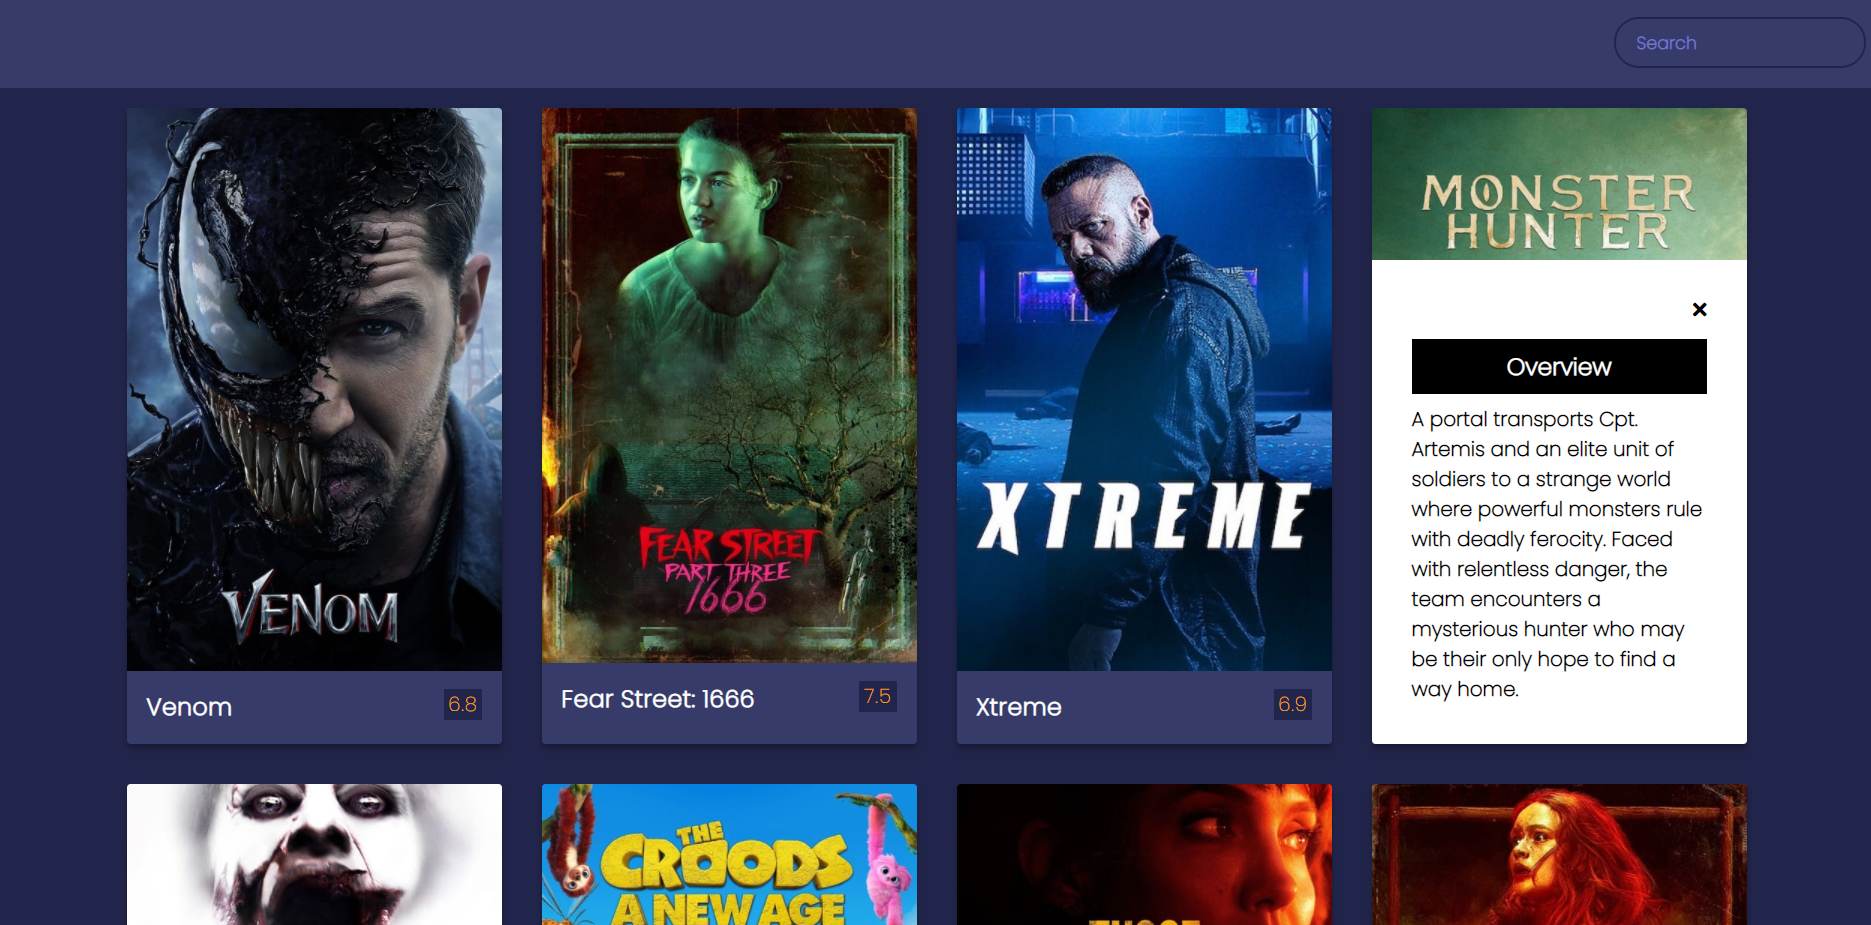 Search
VENOM
Venom
6.8
FEAR STREET
PART THREE
1666
Fear Street: 1666
7.5
XTREME
Xtreme
6.9
MONSTER
HUNTER
×
Overview
A portal transports Cpt.
Artemis and an elite unit of
soldiers to a strange world
where powerful monsters rule
with deadly ferocity. Faced
with relentless danger, the
team encounters a
mysterious hunter who may
be their only hope to find a
way home.
THE
CROODS
A NEW AGE